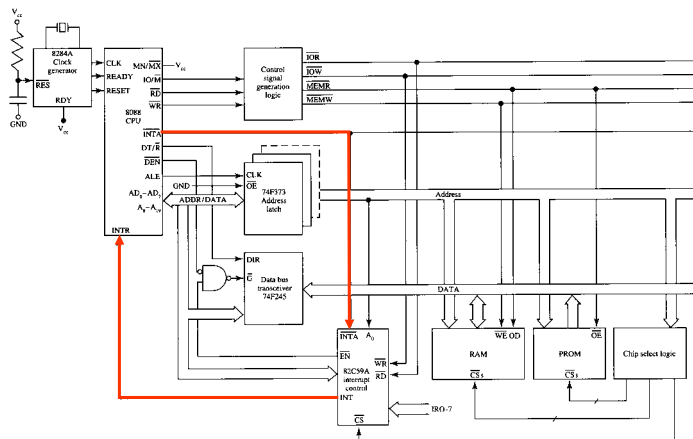 Vcc
8284A
Clock
generator
RES
RDY
GND
Vcc
CLK
READY
RESET
8088
CPU
MN/MX
Vcc
IO/M
RD
WR
INTA
DT/R
DEN
ALE
GND
AD0–AD7
A8–A19
INTR
ADDR/DATA
Control
signal
generation
logic
IOR
IOW
MEMR
MEMW
CLK
OE
74F373
Address
latch
Address
DIR
G
Data bus
transceiver
74F245
DATA
INTA
A0
EN
WR
82C59A
RD
interrupt
control
INT
CS
IRO-7
WE OD
RAM
CSs
OE
PROM
CSs
Chip select logic